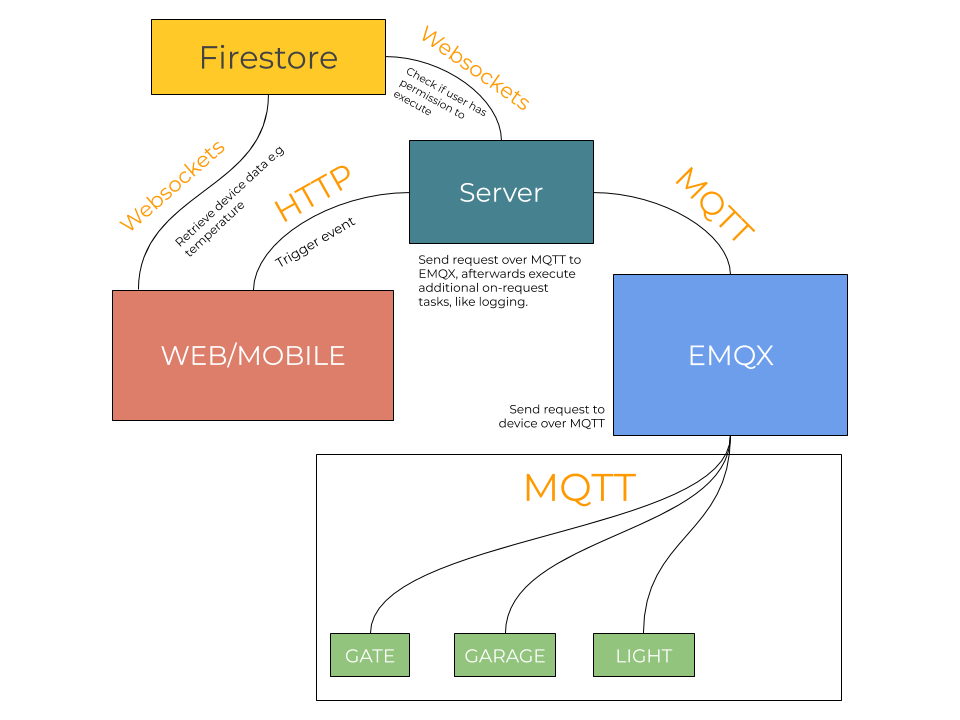 Firestore
Websockets
Check if user has
permission to
execute
Websockets
Retrieve device data e.g
temperature
HTTP
Trigger event
Server
MQTT
Send request over MQTT to
EMQX, afterwards execute
additional on-request
tasks, like logging.
WEB/MOBILE
EMQX
Send request to
device over MQTT
MQTT
GATE
GARAGE
LIGHT